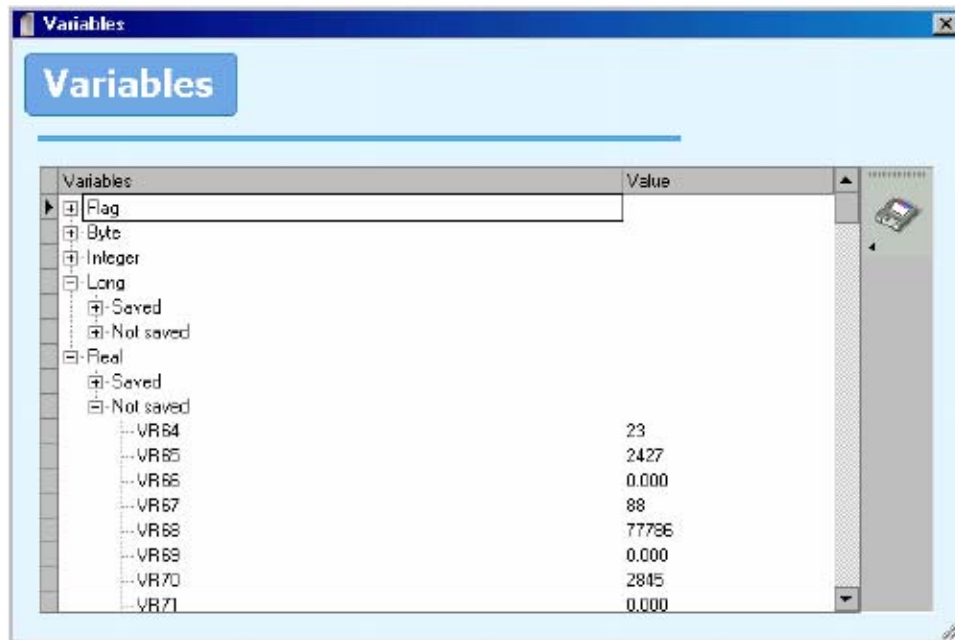 Variables
Variables
Variables Value
Flag
Byte
Integer
Long
Saved
Not saved
Real
Saved
Not saved
VR64 23
VR65 2427
VR66 0.000
VR67 88
VR68 77786
VR69 0.000
VR70 2845
VR71 0.000